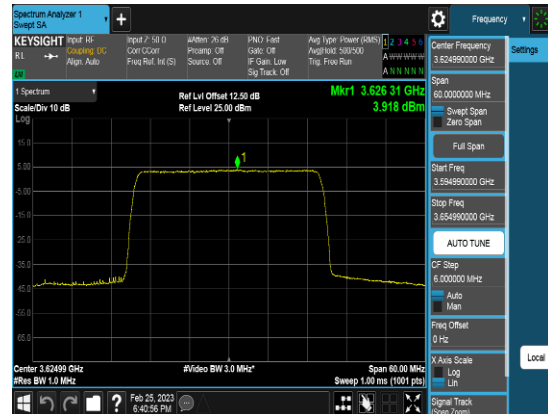 Spectrum Analyzer 1
Swept SA
+
Frequency
KEYSIGHT
R L
Input: RF
Coupling: DC
Align: Auto
Input Z: 50 Ω
Corr CCorr
Freq Ref: Int (S)
#Atten: 26 dB
Preamp: Off
Source: Off
PNO: Fast
Gate: Off
IF Gain: Low
Sig Track: Off
Avg Type: Power (RMS)
Avg|Hold: 500/500
Trig: Free Run
1 2 3 4 5 6
A W W W W W
A N N N N N
1 Spectrum
Scale/Div 10 dB
Log
Ref Lvl Offset 12.50 dB
Ref Level 25.00 dBm
Mkr1 3.626 31 GHz
3.918 dBm
15.0
5.00
-5.00
-15.0
-25.0
-35.0
-45.0
-55.0
-65.0
1
Center 3.62499 GHz
#Res BW 1.0 MHz
#Video BW 3.0 MHz*
Span 60.00 MHz
Sweep 1.00 ms (1001 pts)
Center Frequency
3.624990000 GHz
Settings
Span
60.0000000 MHz
Swept Span
Zero Span
Full Span
Start Freq
3.594990000 GHz
Stop Freq
3.654990000 GHz
AUTO TUNE
CF Step
6.000000 MHz
Auto
Man
Freq Offset
0 Hz
X Axis Scale
Log
Lin
Local
Signal Track
(Span Zoom)
?
Feb 25, 2023
6:40:56 PM